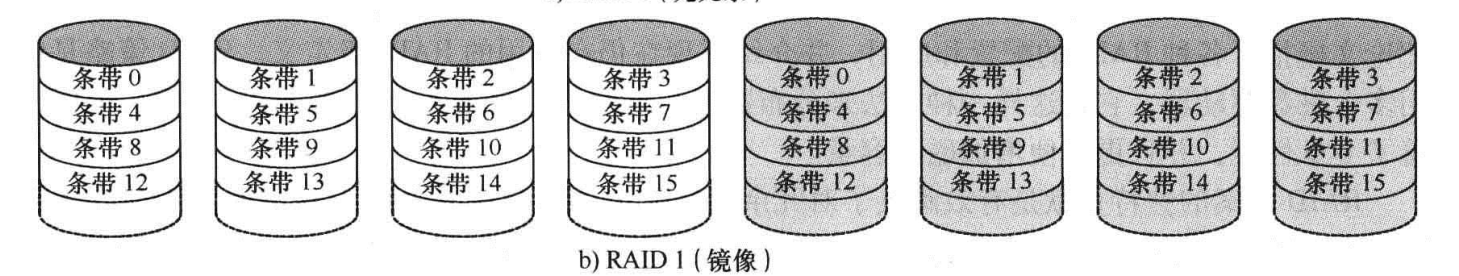 条带 0 条带 1 条带 2 条带 3 条带 0 条带 1 条带 2 条带 3
条带 4 条带 5 条带 6 条带 7 条带 4 条带 5 条带 6 条带 7
条带 8 条带 9 条带 10 条带 11 条带 8 条带 9 条带 10 条带 11
条带 12 条带 13 条带 14 条带 15 条带 12 条带 13 条带 14 条带 15
b) RAID 1 ( 镜像 )